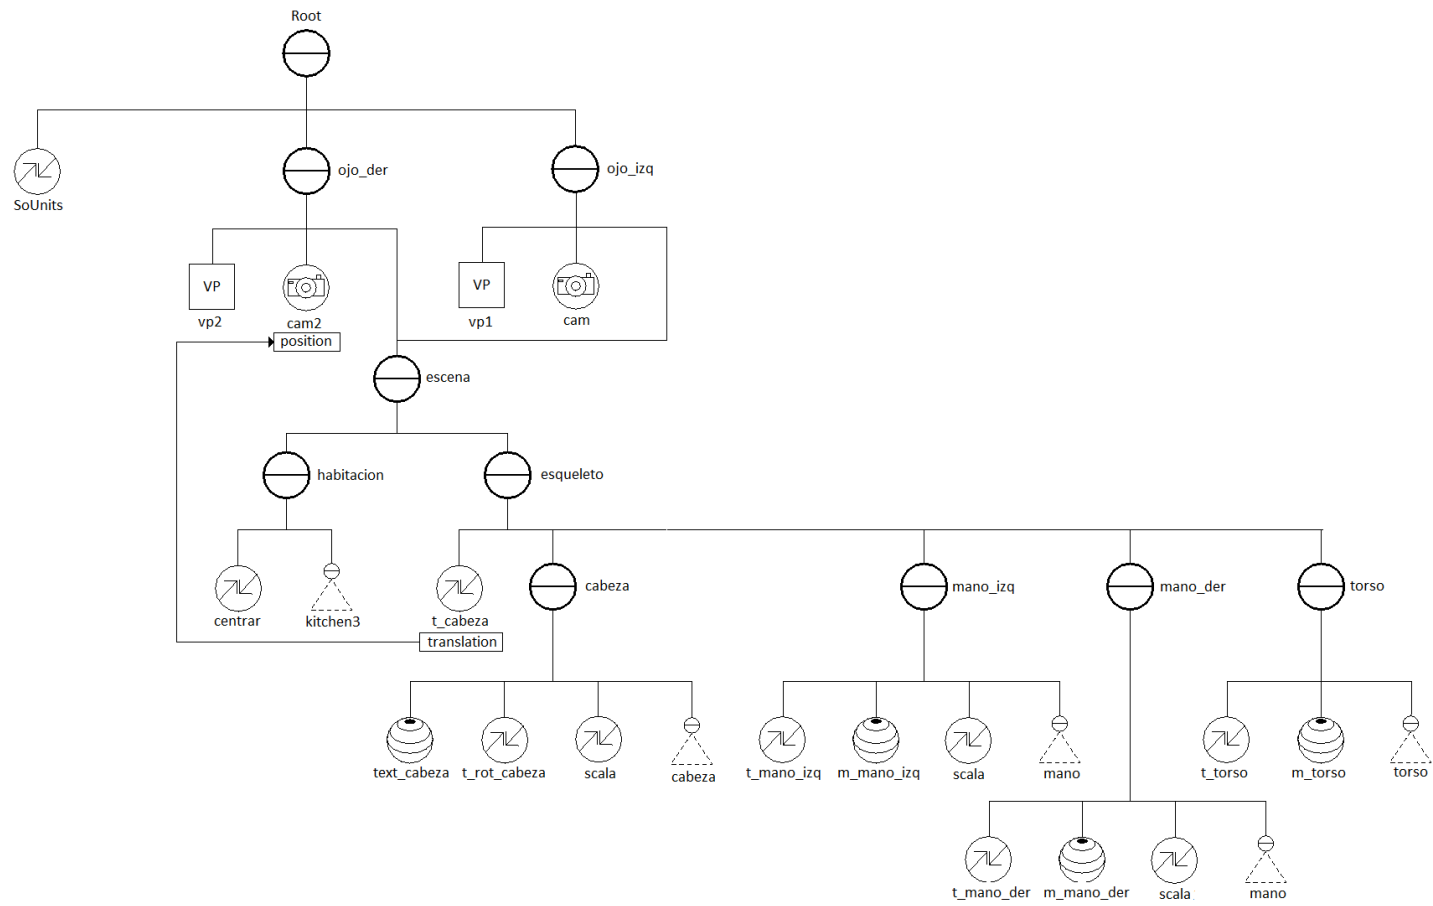 Root
ojo_der
ojo_izq
SoUnits
VP
VP
vp2
cam2
vp1
cam
position
escena
habitacion
esqueleto
cabeza
mano_izq
mano_der
torso
centrar
kitchen3
t_cabeza
translation
text_cabeza
t_rot_cabeza
scala
cabeza
t_mano_izq
m_mano_izq
scala
mano
t_torso
m_torso
torso
t_mano_der
m_mano_der
scala
mano